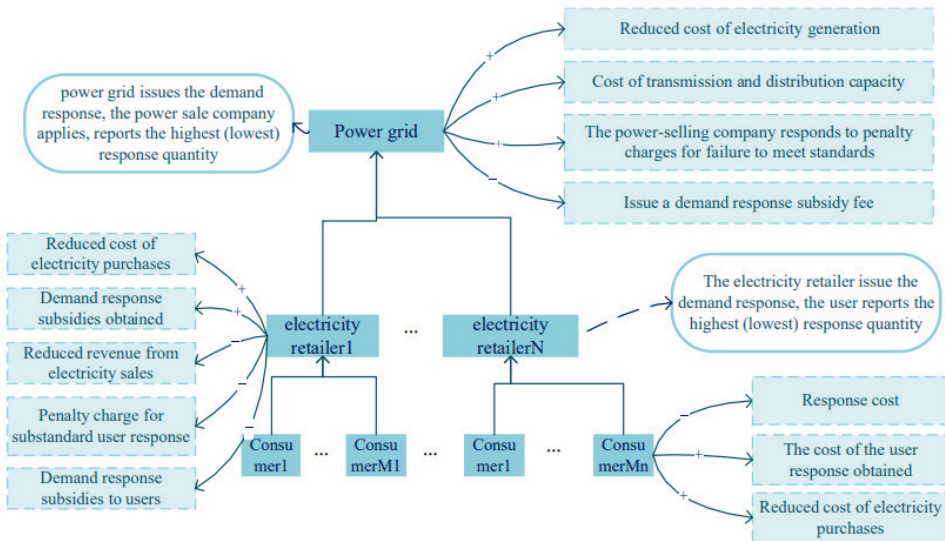 Reduced cost of electricity generation
Cost of transmission and distribution capacity
The power-selling company responds to penalty
charges for failure to meet standards
Issue a demand response subsidy fee
power grid issues the demand
response, the power sale company
applies, reports the highest (lowest)
response quantity
Power grid
+
+
+
−
Reduced cost of
electricity purchases
Demand response
subsidies obtained
Reduced revenue from
electricity sales
Penalty charge for
substandard user response
Demand response
subsidies to users
+
+
−
−
−
electricity
retailer1
...
electricity
retailerN
The electricity retailer issue the
demand response, the user reports the
highest (lowest) response quantity
Consu
mer1
...
Consu
merM1
...
Consu
mer1
...
Consu
merMn
−
+
+
Response cost
The cost of the user
response obtained
Reduced cost of electricity
purchases